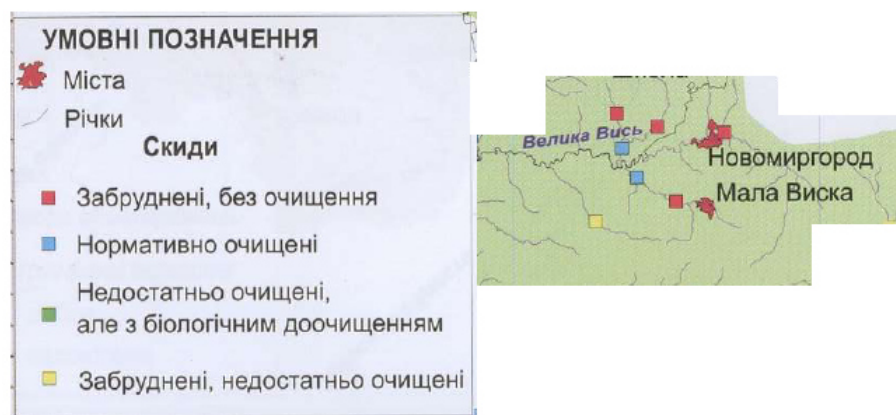 УМОВНІ ПОЗНАЧЕННЯ
Міста
Річки
Скиди
Забруднені, без очищення
Нормативно очищені
Недостатньо очищені,
але з біологічним доочищенням
Забруднені, недостатньо очищені
Велика Вись
Новомиргород
Мала Виска